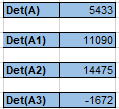 Det(A) 5433
Det(A1) 11090
Det(A2) 14475
Det(A3) -1672